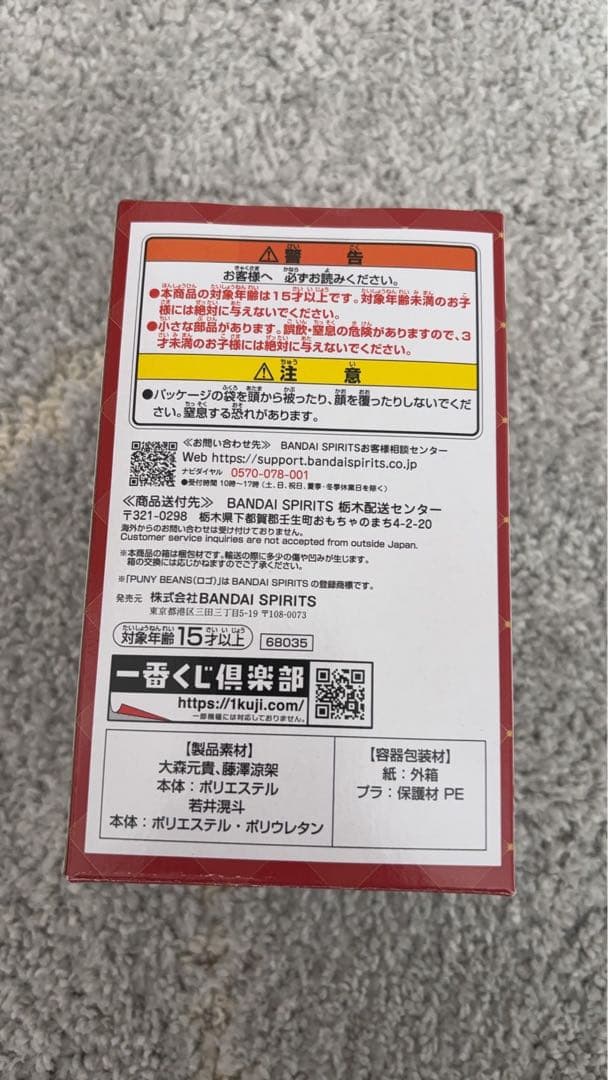 ⚠警告
お客様へ 必ずお読みください。
●本商品の対象年齢は15才以上です。対象年齢未満のお子
様には絶対に与えないでください。
●小さな部品があります。誤飲・窒息の危険がありますので、3
才未満のお子様には絶対に与えないでください。
⚠注意
●パッケージの袋を頭から被ったり、顔を覆ったりしないでくだ
さい。窒息する恐れがあります。
≪お問い合わせ先≫ BANDAI SPIRITSお客様相談センター
Web https://support.bandaispirits.co.jp
ナビダイヤル 0570-078-001
●受付時間 10時~17時(土、日、祝日、夏季・冬季休業日を除く)
≪商品送付先≫ BANDAI SPIRITS 栃木配送センター
〒321-0298 栃木県下都賀郡壬生町おもちゃのまち4-2-20
海外からのお問い合わせは受け付けておりません。
Customer service inquiries are not accepted from outside Japan.
※本商品の箱は梱包材です。輸送の際に多少の傷や凹みが生じます。
箱の交換には応じかねますのでご了承ください。
※「PUNY BEANS(ロゴ)」は BANDAI SPIRITS の登録商標です。
発売元 株式会社BANDAI SPIRITS
東京都港区三田三丁目5-19 〒108-0073
対象年齢 15才以上 68035
一番くじ倶楽部
https://1kuji.com/
一部機種には対応しておりません。
【製品素材】
大森元貴、藤澤涼架
本体:ポリエステル
若井滉斗
本体:ポリエステル・ポリウレタン
【容器包装材】
紙:外箱
プラ:保護材 PE